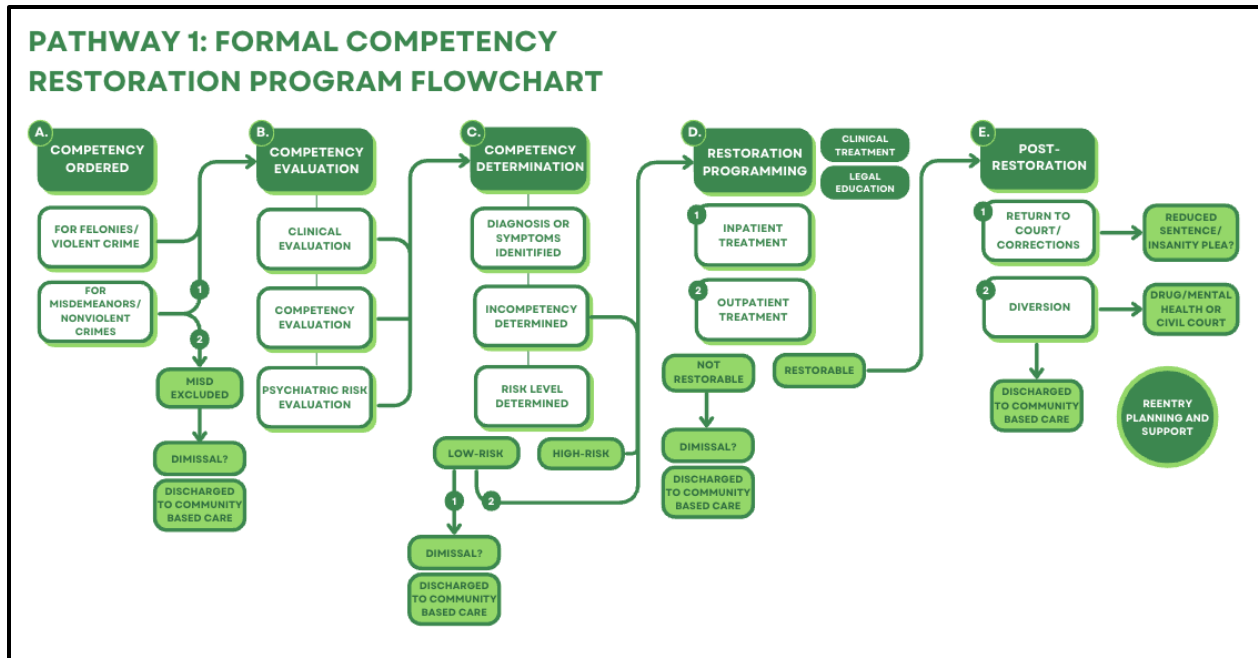 PATHWAY 1: FORMAL COMPETENCY
RESTORATION PROGRAM FLOWCHART
A.
COMPETENCY
ORDERED
FOR FELONIES/
VIOLENT CRIME
FOR
MISDEMEANORS/
NONVIOLENT
CRIMES
1
2
MISD
EXCLUDED
DIMISSAL?
DISCHARGED
TO COMMUNITY
BASED CARE
B.
COMPETENCY
EVALUATION
CLINICAL
EVALUATION
COMPETENCY
EVALUATION
PSYCHIATRIC RISK
EVALUATION
C.
COMPETENCY
DETERMINATION
DIAGNOSIS OR
SYMPTOMS
IDENITIFIED
INCOMPETENCY
DETERMINED
RISK LEVEL
DETERMINED
LOW-RISK
HIGH-RISK
1
2
DIMISSAL?
DISCHARGED
TO COMMUNITY
BASED CARE
D.
RESTORATION
PROGRAMMING
CLINICAL
TREATMENT
LEGAL
EDUCATION
1
INPATIENT
TREATMENT
2
OUTPATIENT
TREATMENT
NOT
RESTORABLE
RESTORABLE
DIMISSAL?
DISCHARGED
TO COMMUNITY
BASED CARE
E.
POST-
RESTORATION
1
RETURN TO
COURT/
CORRECTIONS
REDUCED
SENTENCE/
INSANITY PLEA?
2
DIVERSION
DRUG/MENTAL
HEALTH OR
CIVIL COURT
DISCHARGED
TO COMMUNITY
BASED CARE
REENTRY
PLANNING AND
SUPPORT